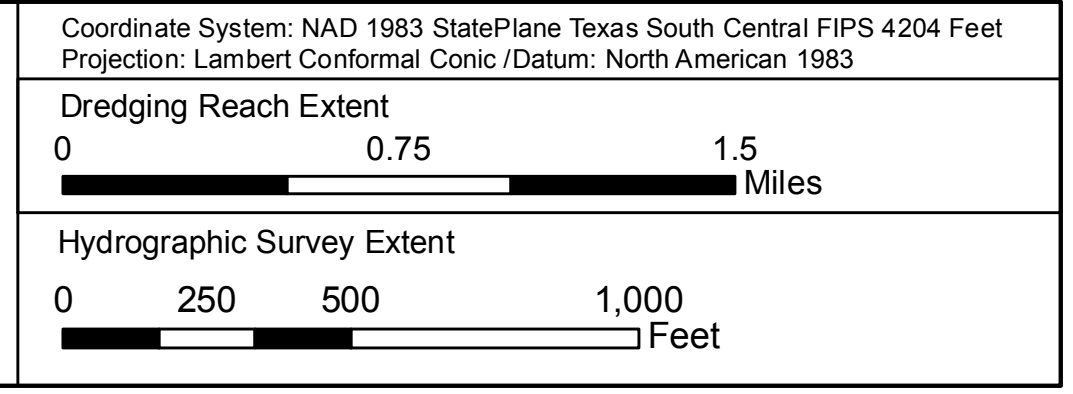 Coordinate System: NAD 1983 StatePlane Texas South Central FIPS 4204 Feet
Projection: Lambert Conformal Conic /Datum: North American 1983
Dredging Reach Extent
0 0.75 1.5
Miles
Hydrographic Survey Extent
0 250 500 1,000
Feet